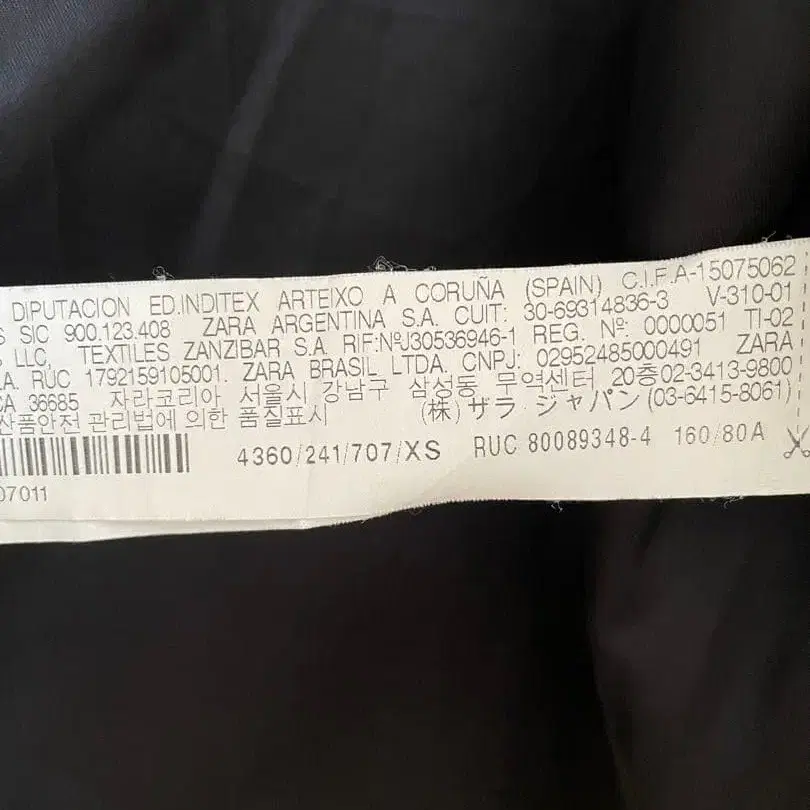 DIPUTACION ED.INDITEX ARTEIXO A CORUÑA (SPAIN) C.I.F.A-15075062
S SIC 900.123.408 ZARA ARGENTINA S.A. CUIT: 30-69314836-3 V-310-01
S LLC, TEXTILES ZANZIBAR S.A. RIF:NºJ30536946-1 REG. Nº: 0000051 TI-02
LA. RUC 1792159105001. ZARA BRASIL LTDA. CNPJ: 02952485000491 ZARA
CA 36685 자라코리아 서울시 강남구 삼성동 무역센터 20층02-3413-9800
산품안전 관리법에 의한 품질표시 (株) ザラ ジャパン (03-6415-8061)
4360/241/707/XS RUC 80089348-4 160/80A
07011